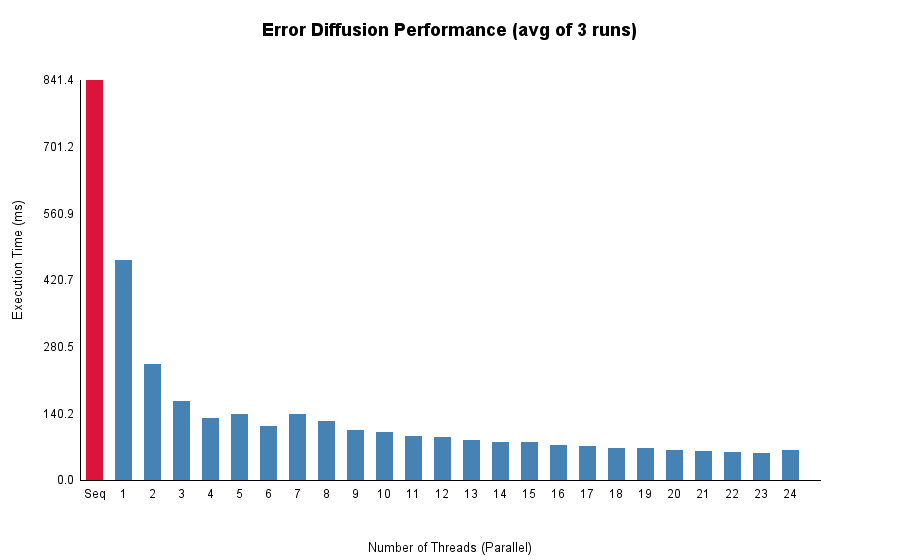 Error Diffusion Performance (avg of 3 runs)
841.4
701.2
560.9
420.7
280.5
140.2
0.0
Execution Time (ms)
Seq 1 2 3 4 5 6 7 8 9 10 11 12 13 14 15 16 17 18 19 20 21 22 23 24
Number of Threads (Parallel)